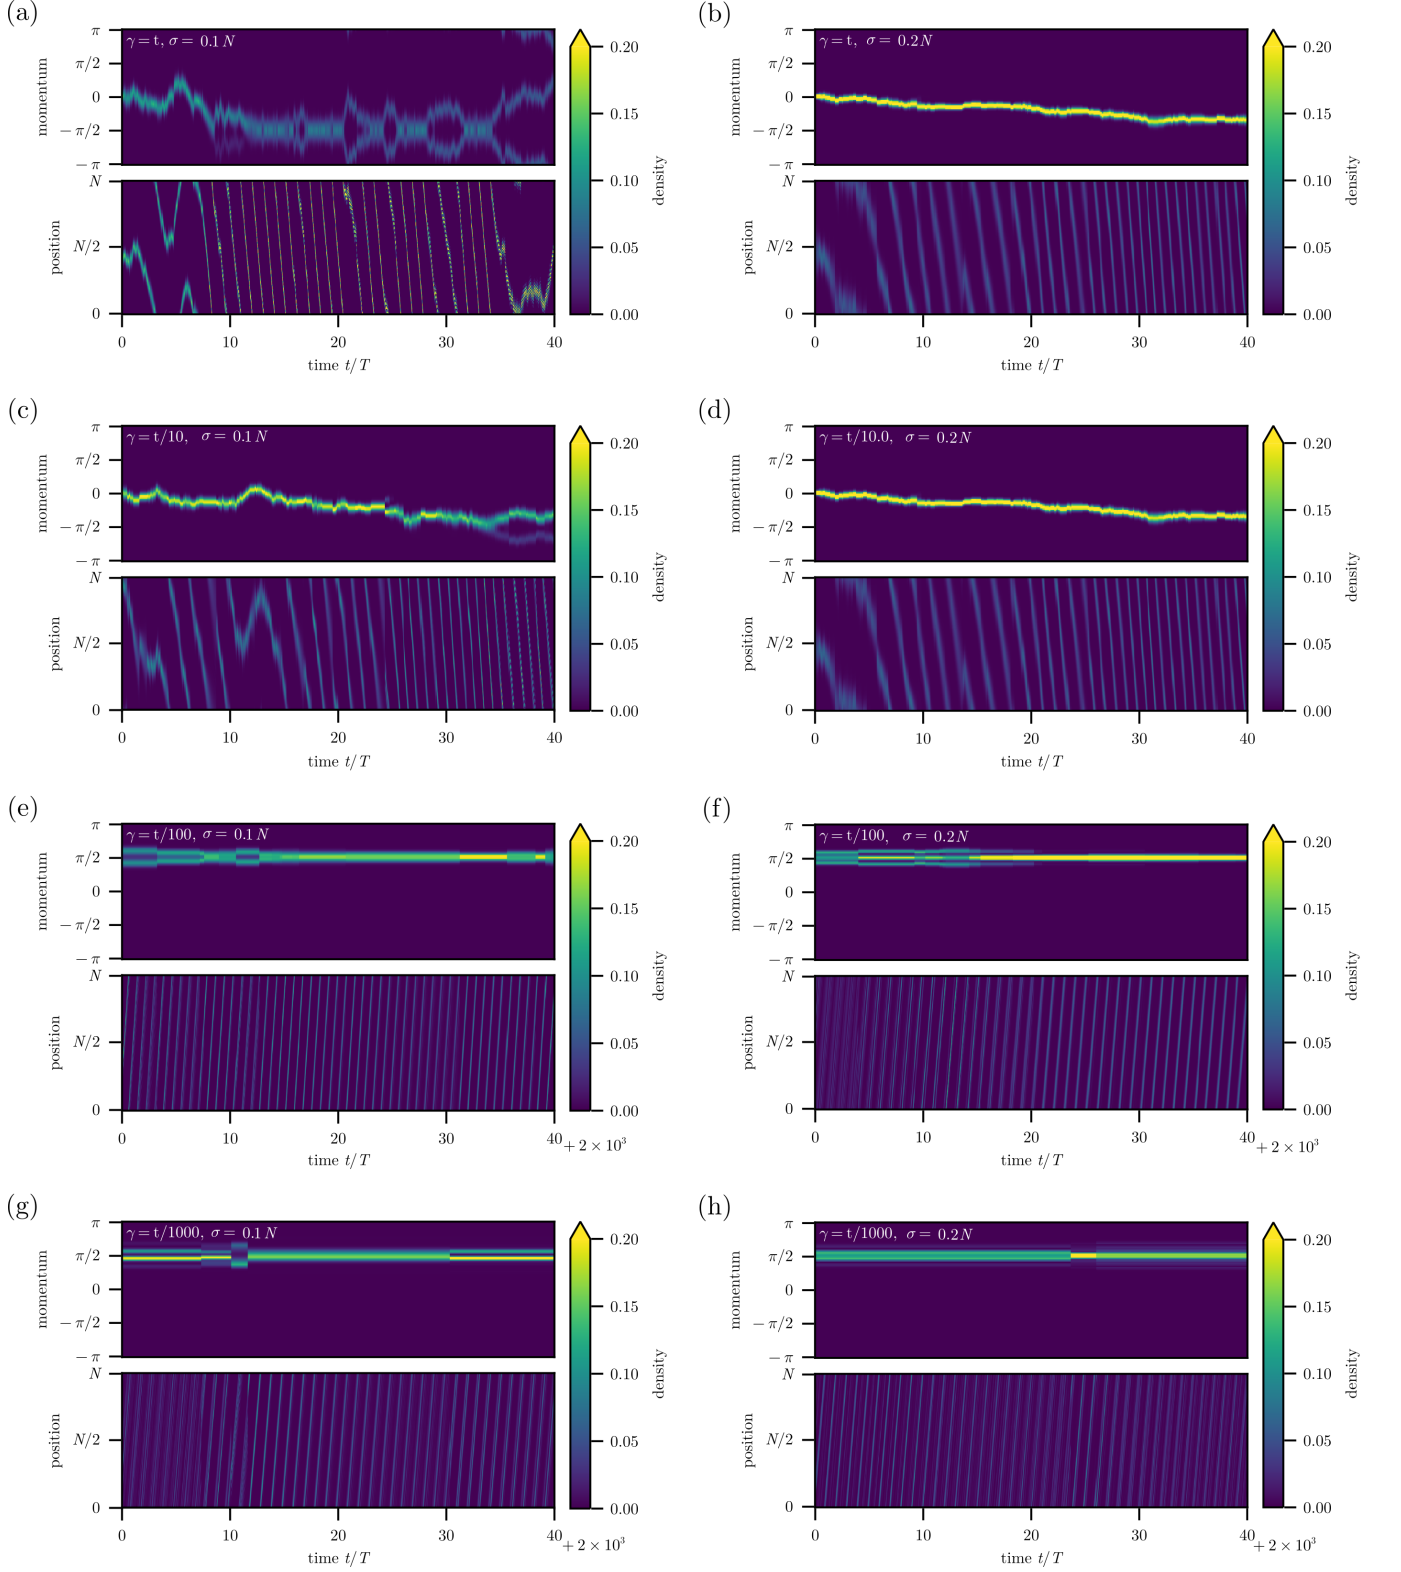 (a)
γ = t, σ = 0.1 N
momentum
π
π/2
0
− π/2
− π
position
N
N/2
0
0 10 20 30 40
time t/T
0.20
0.15
0.10
0.05
0.00
density
(b)
γ = t, σ = 0.2N
momentum
π
π/2
0
− π/2
− π
position
N
N/2
0
0 10 20 30 40
time t/T
0.20
0.15
0.10
0.05
0.00
density
(c)
γ = t/10, σ = 0.1 N
momentum
π
π/2
0
− π/2
− π
position
N
N/2
0
0 10 20 30 40
time t/T
0.20
0.15
0.10
0.05
0.00
density
(d)
γ = t/10.0, σ = 0.2N
momentum
π
π/2
0
− π/2
− π
position
N
N/2
0
0 10 20 30 40
time t/T
0.20
0.15
0.10
0.05
0.00
density
(e)
γ = t/100, σ = 0.1 N
momentum
π
π/2
0
− π/2
− π
position
N
N/2
0
0 10 20 30 40
+ 2 × 10³
time t/T
0.20
0.15
0.10
0.05
0.00
density
(f)
γ = t/100, σ = 0.2N
momentum
π
π/2
0
− π/2
− π
position
N
N/2
0
0 10 20 30 40
+ 2 × 10³
time t/T
0.20
0.15
0.10
0.05
0.00
density
(g)
γ = t/1000, σ = 0.1 N
momentum
π
π/2
0
− π/2
− π
position
N
N/2
0
0 10 20 30 40
+ 2 × 10³
time t/T
0.20
0.15
0.10
0.05
0.00
density
(h)
γ = t/1000, σ = 0.2N
momentum
π
π/2
0
− π/2
− π
position
N
N/2
0
0 10 20 30 40
+ 2 × 10³
time t/T
0.20
0.15
0.10
0.05
0.00
density